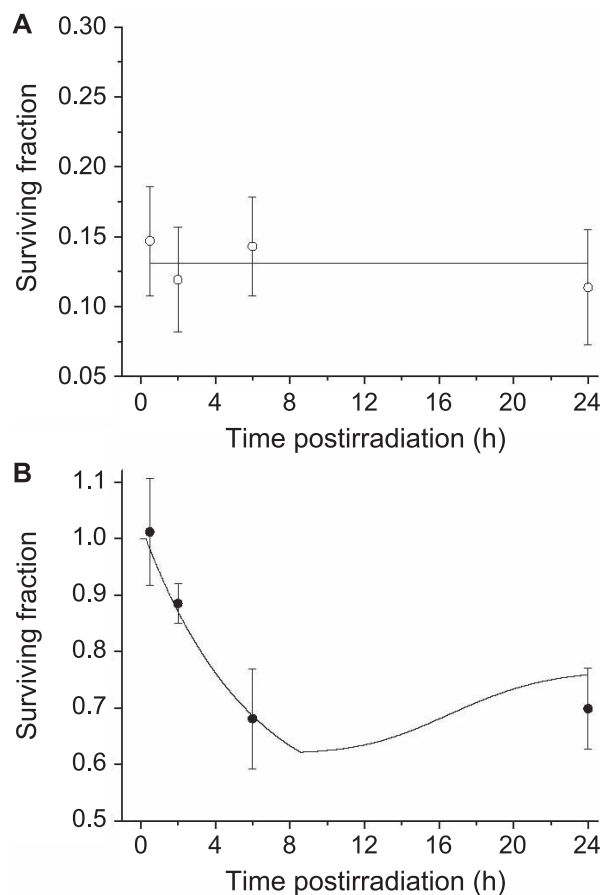 A
0.30
0.25
0.20
0.15
0.10
0.05
Surviving fraction
0 4 8 12 16 20 24
Time postirradiation (h)
B
1.1
1.0
0.9
0.8
0.7
0.6
0.5
Surviving fraction
0 4 8 12 16 20 24
Time postirradiation (h)